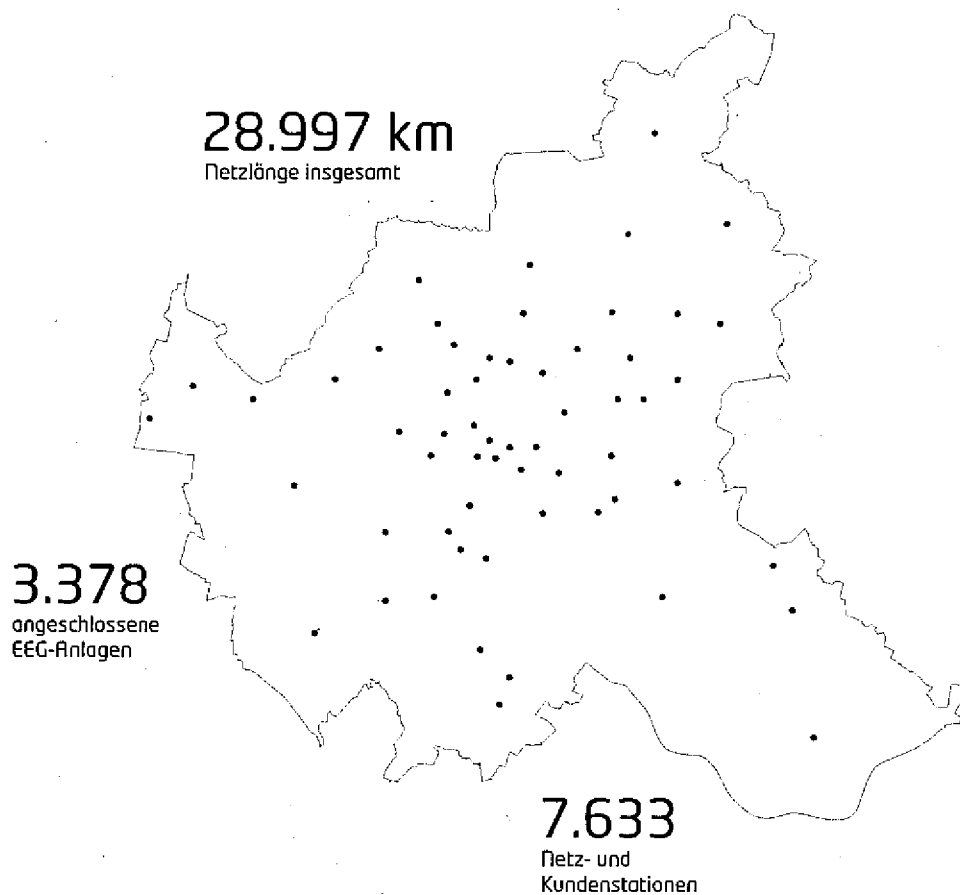 28.997 km
Netzlänge insgesamt
3.378
angeschlossene
EEG-Anlagen
7.633
Netz- und
Kundenstationen